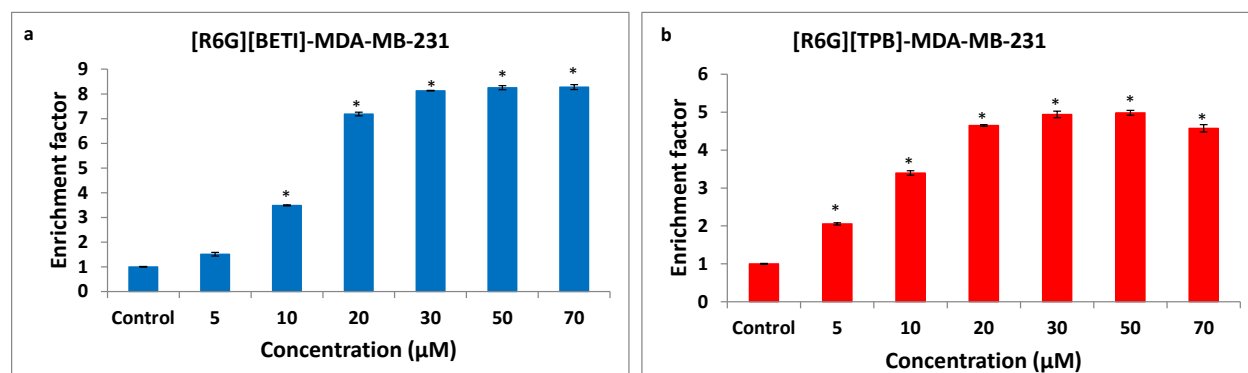 a
[R6G][BETI]-MDA-MB-231
Enrichment factor
9
8
7
6
5
4
3
2
1
0
*
*
*
*
*
Control 5 10 20 30 50 70
Concentration (µM)
b
[R6G][TPB]-MDA-MB-231
Enrichment factor
6
5
4
3
2
1
0
*
*
*
*
*
*
Control 5 10 20 30 50 70
Concentration (µM)